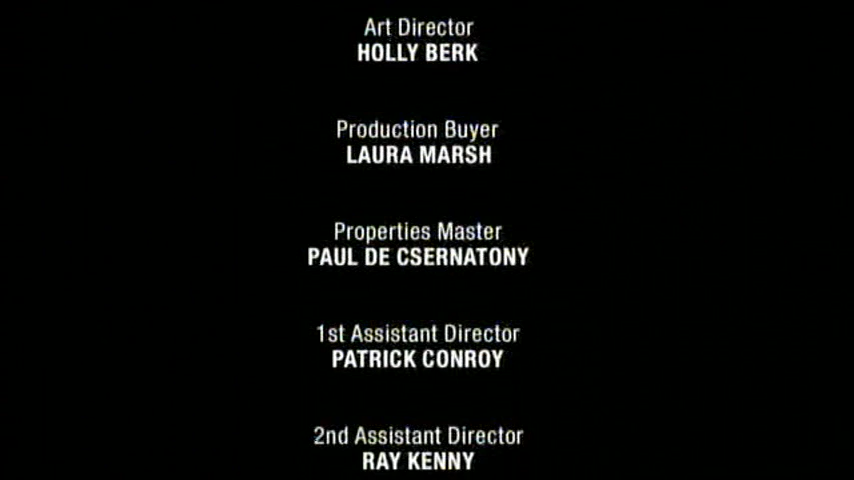 Art Director
HOLLY BERK
Production Buyer
LAURA MARSH
Properties Master
PAUL DE CSERNATONY
1st Assistant Director
PATRICK CONROY
2nd Assistant Director
RAY KENNY